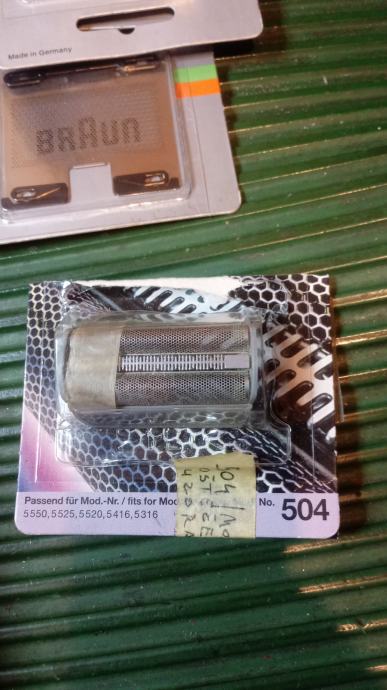 Made in Germany
BRAUN
Passend für Mod.-Nr. / fits for Mod No. 504
5550, 5525, 5520, 5416, 5316